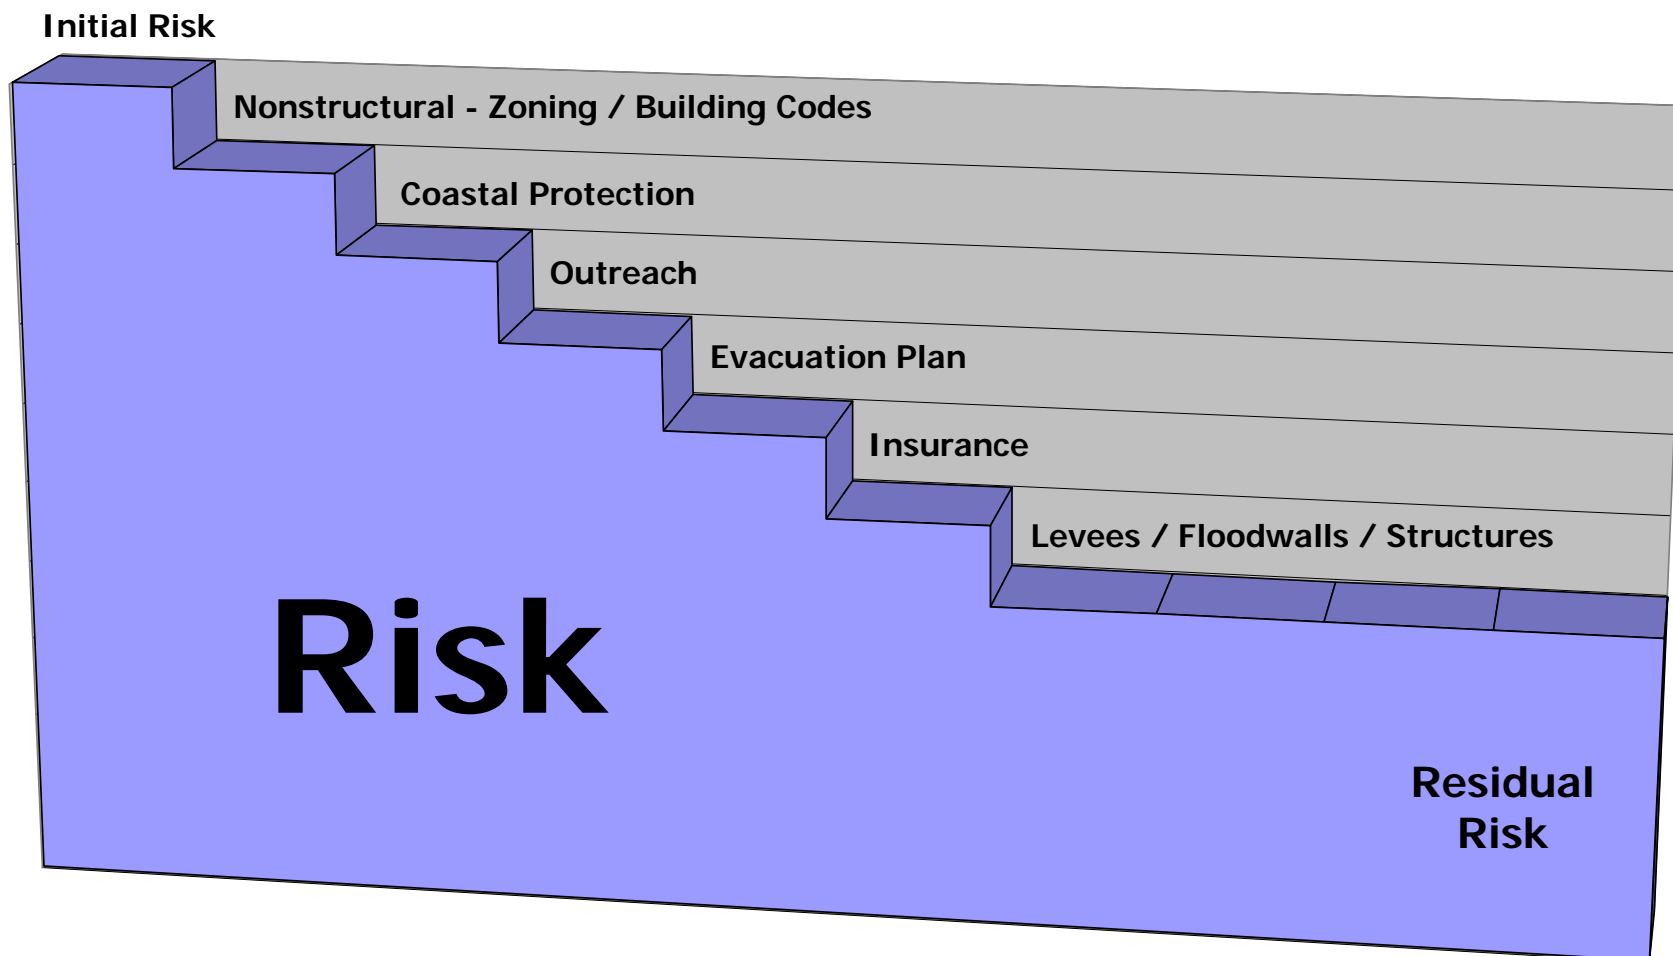 Initial Risk
Nonstructural - Zoning / Building Codes
Coastal Protection
Outreach
Evacuation Plan
Insurance
Levees / Floodwalls / Structures
Risk
Residual
Risk